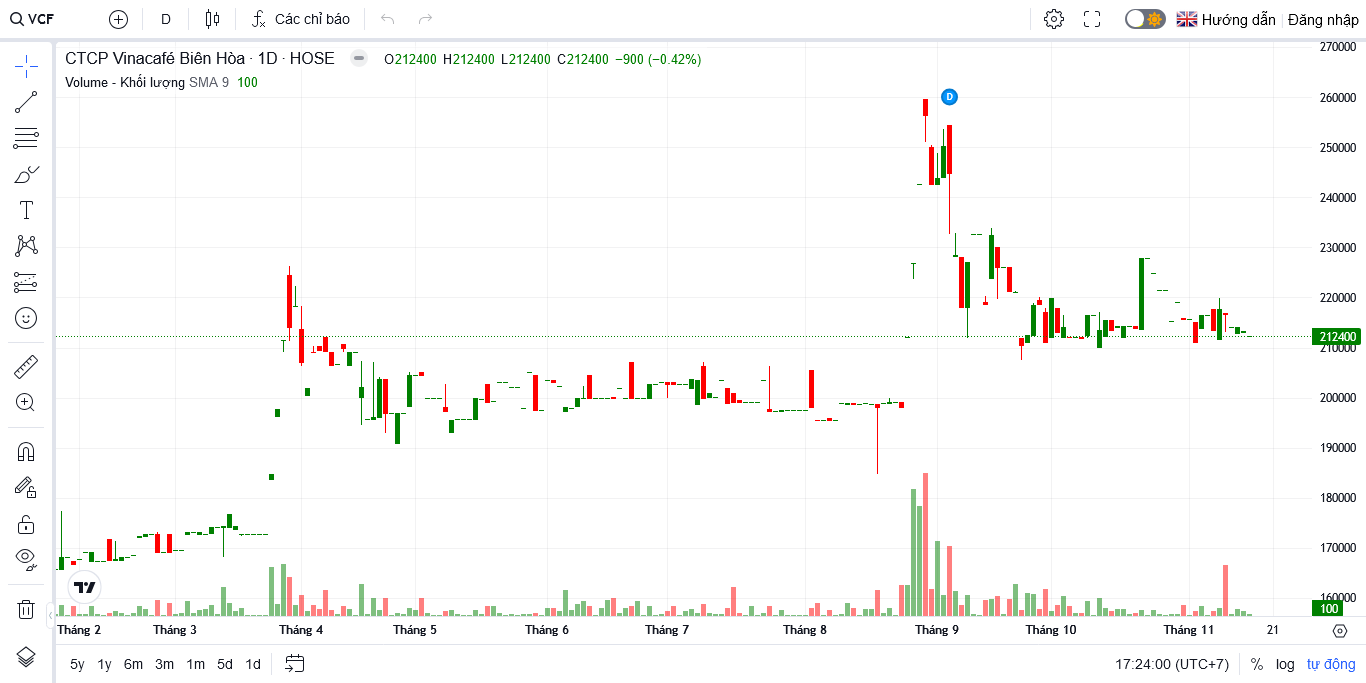 VCF D Các chỉ báo Hướng dẫn Đăng nhập
CTCP Vinacafé Biên Hòa · 1D · HOSE O212400 H212400 L212400 C212400 −900 (−0.42%)
Volume - Khối lượng SMA 9 100
270000
260000
D
250000
240000
230000
220000
212400
210000
200000
190000
180000
170000
160000
100
Tháng 2 Tháng 3 Tháng 4 Tháng 5 Tháng 6 Tháng 7 Tháng 8 Tháng 9 Tháng 10 Tháng 11 21
5y 1y 6m 3m 1m 5d 1d 17:24:00 (UTC+7) % log tự động